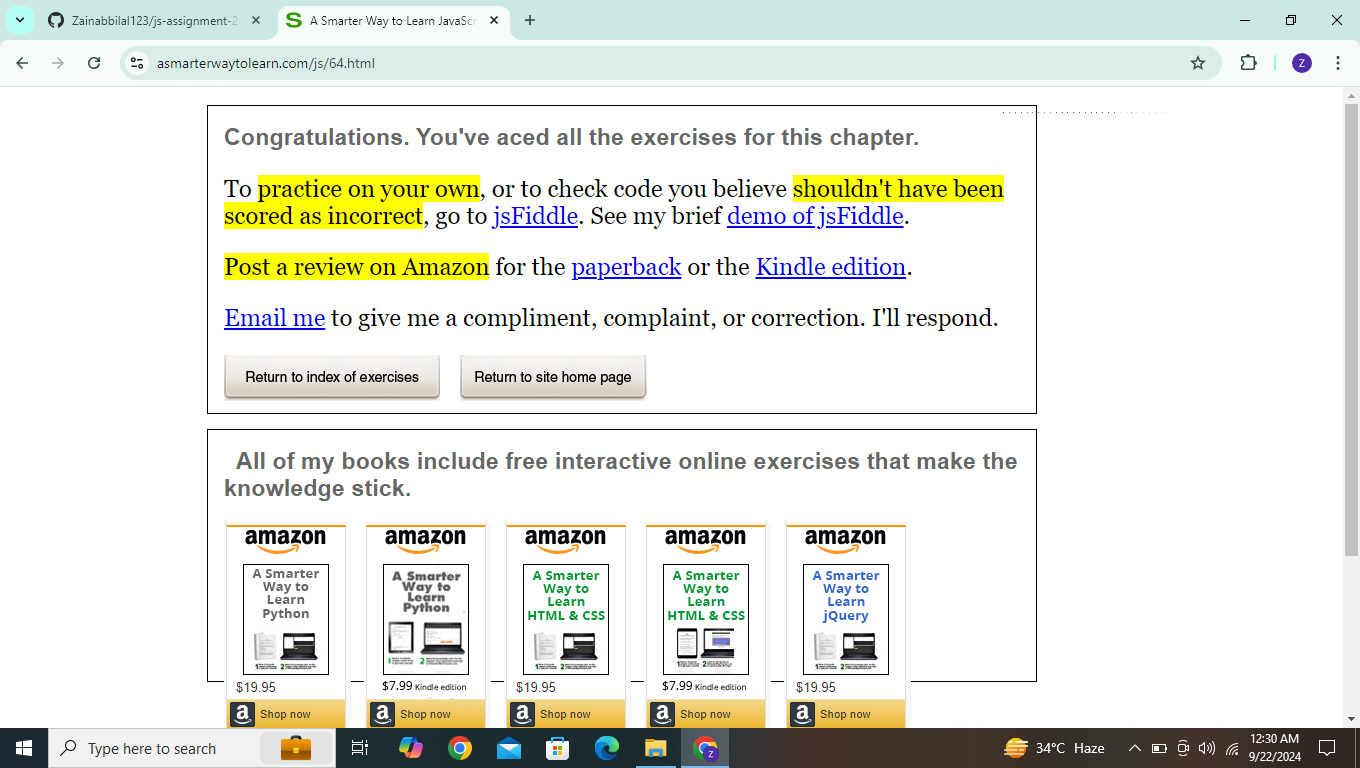 Zainabbilal123/js-assignment-2
A Smarter Way to Learn JavaScr
asmarterwaytolearn.com/js/64.html
Z
Congratulations. You've aced all the exercises for this chapter.
To practice on your own, or to check code you believe shouldn't have been
scored as incorrect, go to jsFiddle. See my brief demo of jsFiddle.
Post a review on Amazon for the paperback or the Kindle edition.
Email me to give me a compliment, complaint, or correction. I'll respond.
Return to index of exercises
Return to site home page
All of my books include free interactive online exercises that make the
knowledge stick.
amazon
A Smarter
Way to
Learn
Python
$19.95
Shop now
amazon
A Smarter
Way to
Learn
Python
$7.99 Kindle edition
Shop now
amazon
A Smarter
Way to
Learn
HTML & CSS
$19.95
Shop now
amazon
A Smarter
Way to
Learn
HTML & CSS
$7.99 Kindle edition
Shop now
amazon
A Smarter
Way to
Learn
jQuery
$19.95
Shop now
Type here to search
34°C Haze
12:30 AM
9/22/2024